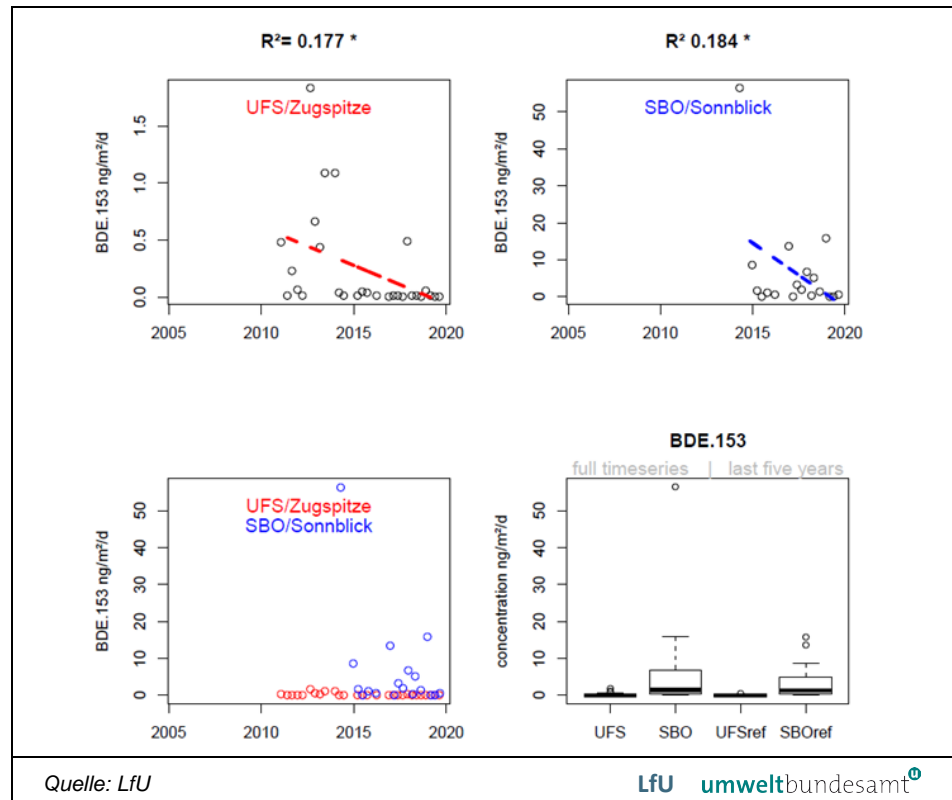 R²= 0.177 *
UFS/Zugspitze
BDE.153 ng/m²/d
0.0 0.5 1.0 1.5
2005 2010 2015 2020
R² 0.184 *
SBO/Sonnblick
BDE.153 ng/m²/d
0 10 20 30 40 50
2005 2010 2015 2020
UFS/Zugspitze
SBO/Sonnblick
BDE.153 ng/m²/d
0 10 20 30 40 50
2005 2010 2015 2020
BDE.153
full timeseries | last five years
concentration ng/m²/d
0 10 20 30 40 50
UFS SBO UFSref SBOref
Quelle: LfU
LfU umweltbundesamt u